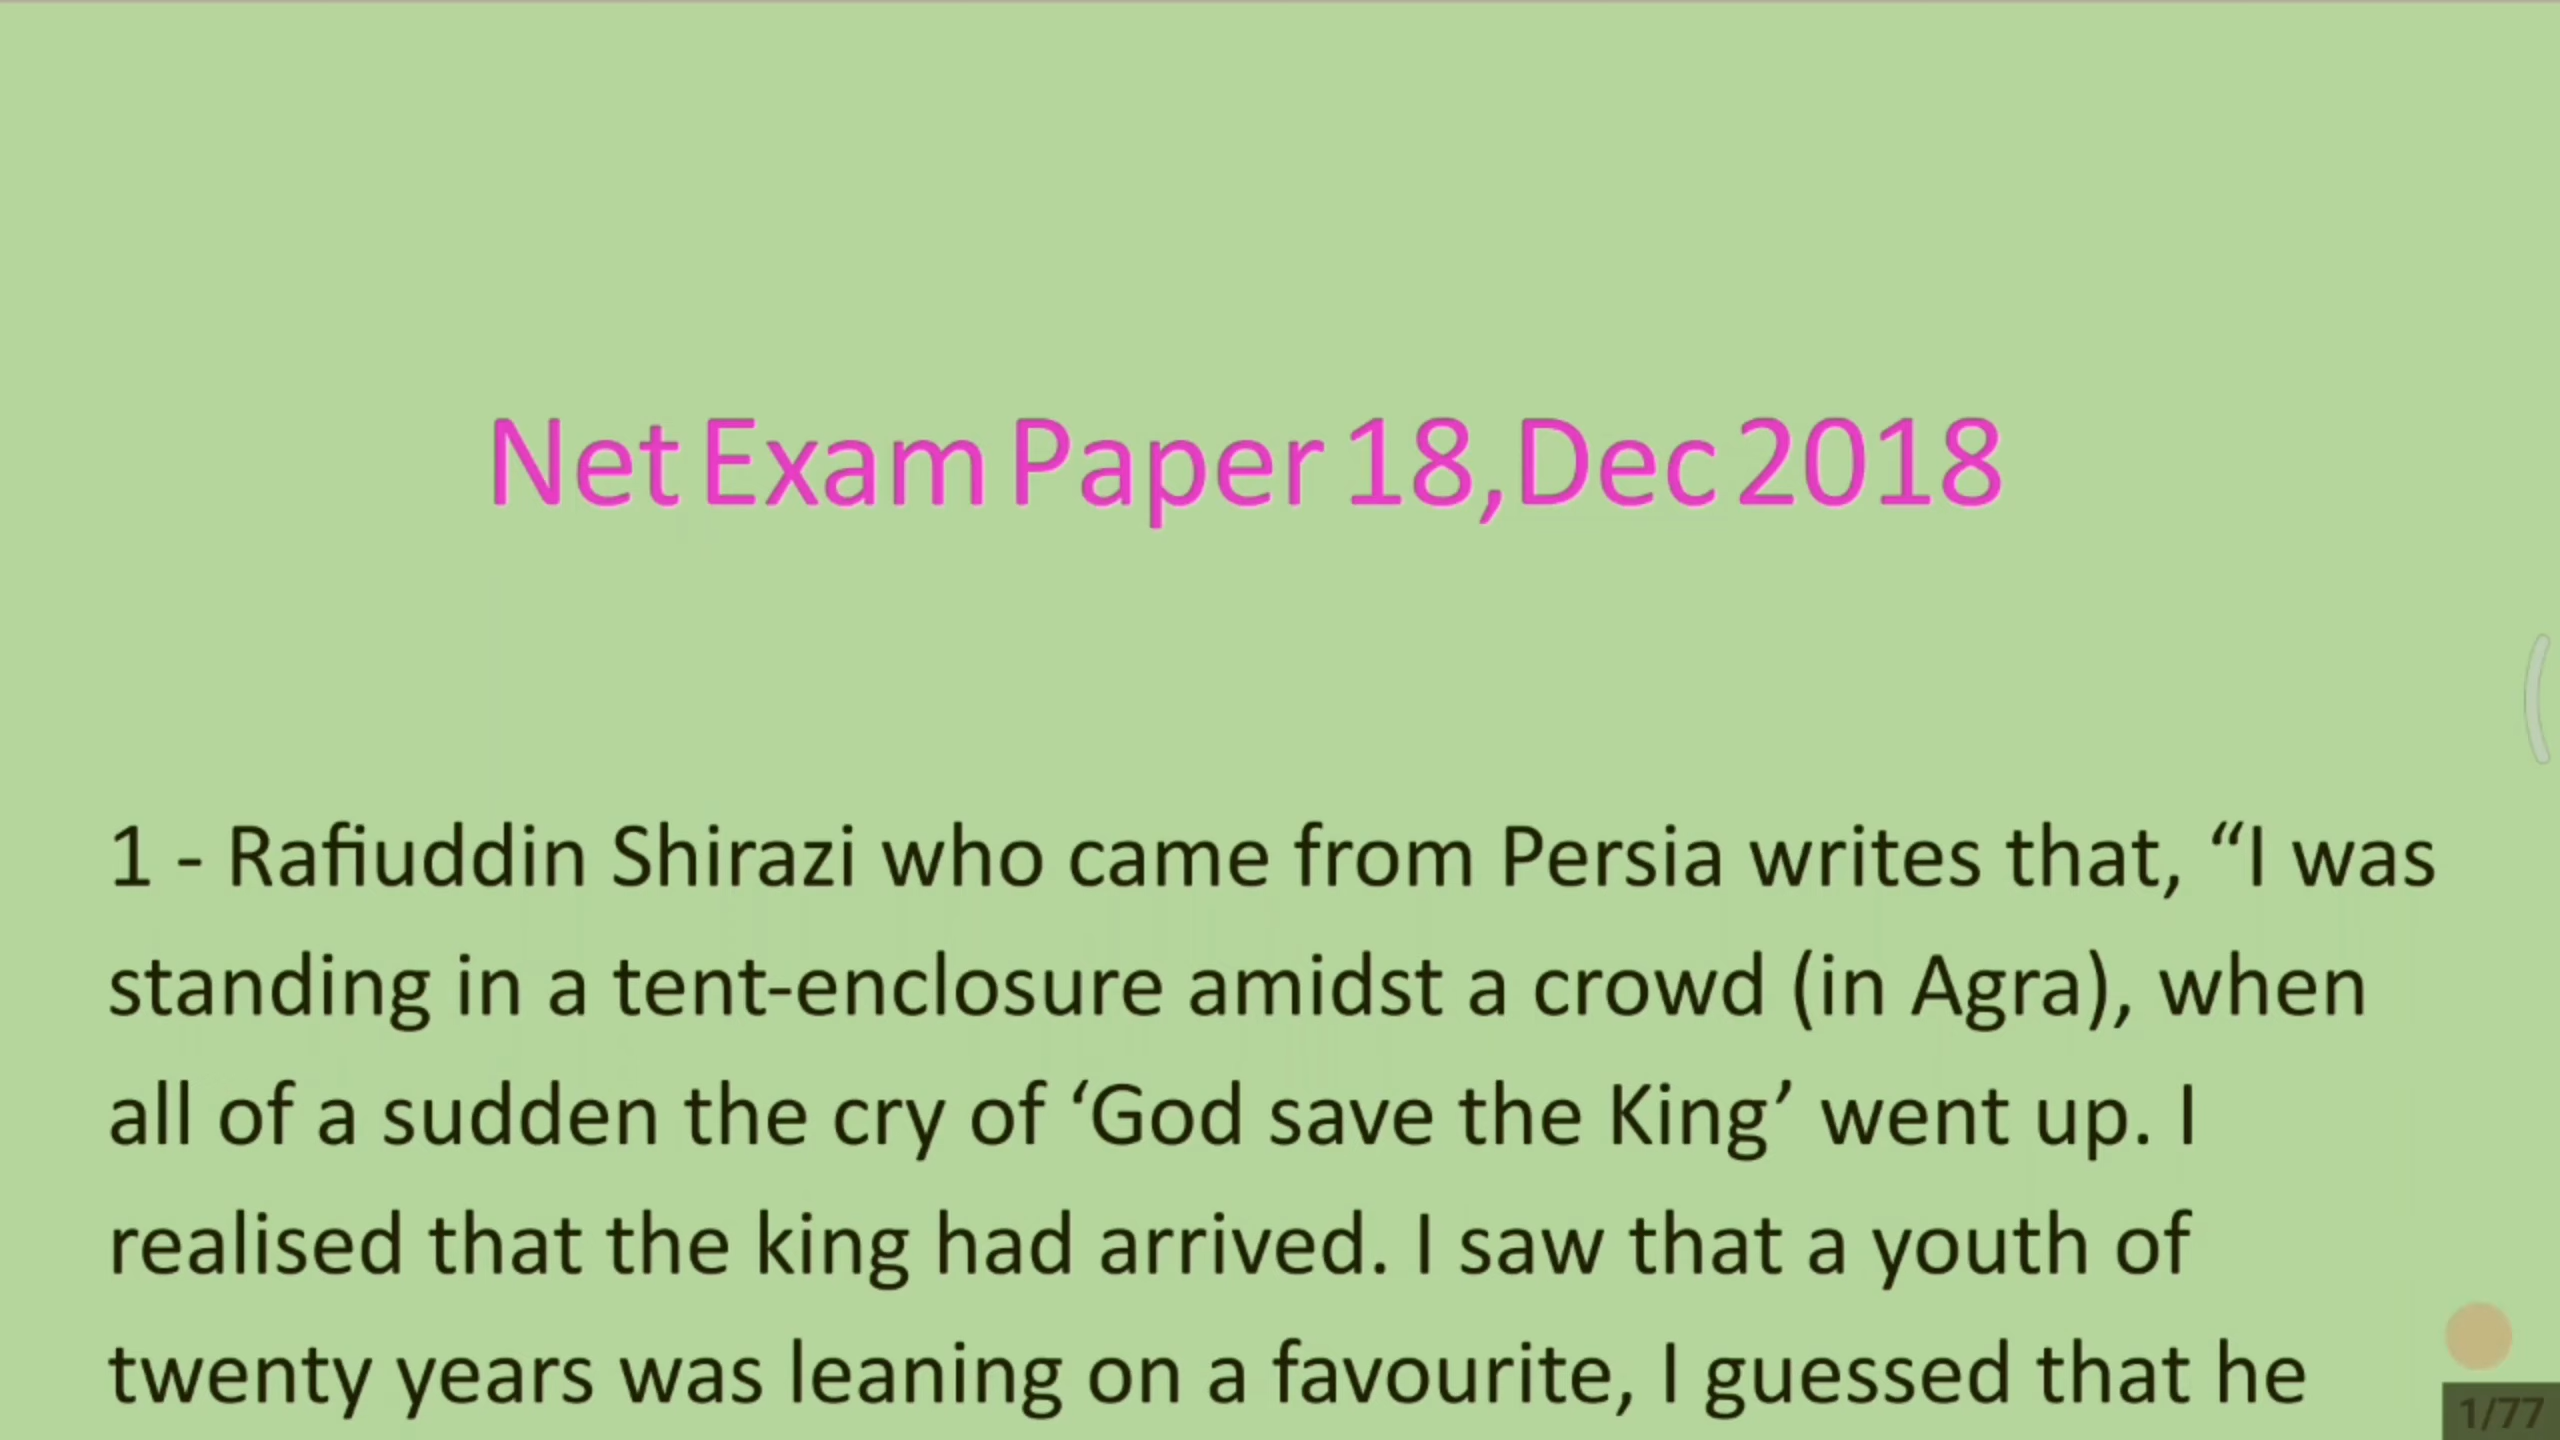 Net Exam Paper 18,Dec 2018
1 - Rafiuddin Shirazi who came from Persia writes that, “I was
standing in a tent-enclosure amidst a crowd (in Agra), when
all of a sudden the cry of ‘God save the King’ went up. I
realised that the king had arrived. I saw that a youth of
twenty years was leaning on a favourite, I guessed that he
1/77